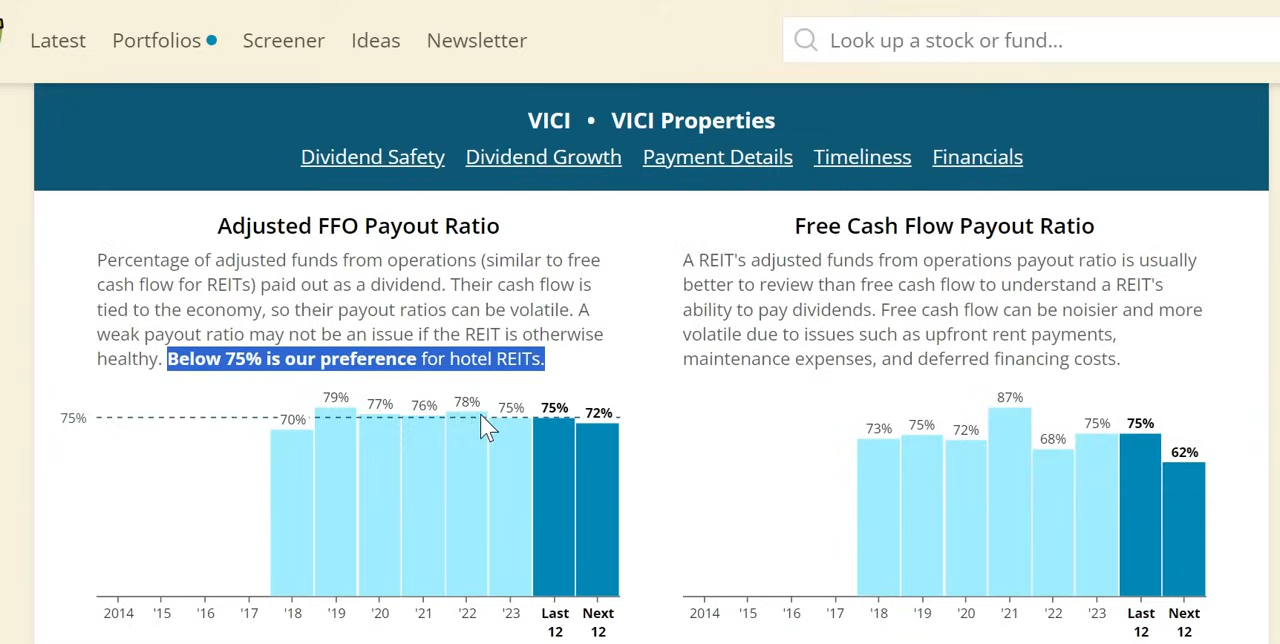 Latest Portfolios Screener Ideas Newsletter Look up a stock or fund...
VICI • VICI Properties
Dividend Safety Dividend Growth Payment Details Timeliness Financials
Adjusted FFO Payout Ratio
Percentage of adjusted funds from operations (similar to free
cash flow for REITs) paid out as a dividend. Their cash flow is
tied to the economy, so their payout ratios can be volatile. A
weak payout ratio may not be an issue if the REIT is otherwise
healthy. Below 75% is our preference for hotel REITs.
75%
70% 79% 77% 76% 78% 75% 75% 72%
2014 '15 '16 '17 '18 '19 '20 '21 '22 '23 Last Next
12 12
Free Cash Flow Payout Ratio
A REIT's adjusted funds from operations payout ratio is usually
better to review than free cash flow to understand a REIT's
ability to pay dividends. Free cash flow can be noisier and more
volatile due to issues such as upfront rent payments,
maintenance expenses, and deferred financing costs.
73% 75% 72% 87% 68% 75% 75% 62%
2014 '15 '16 '17 '18 '19 '20 '21 '22 '23 Last Next
12 12